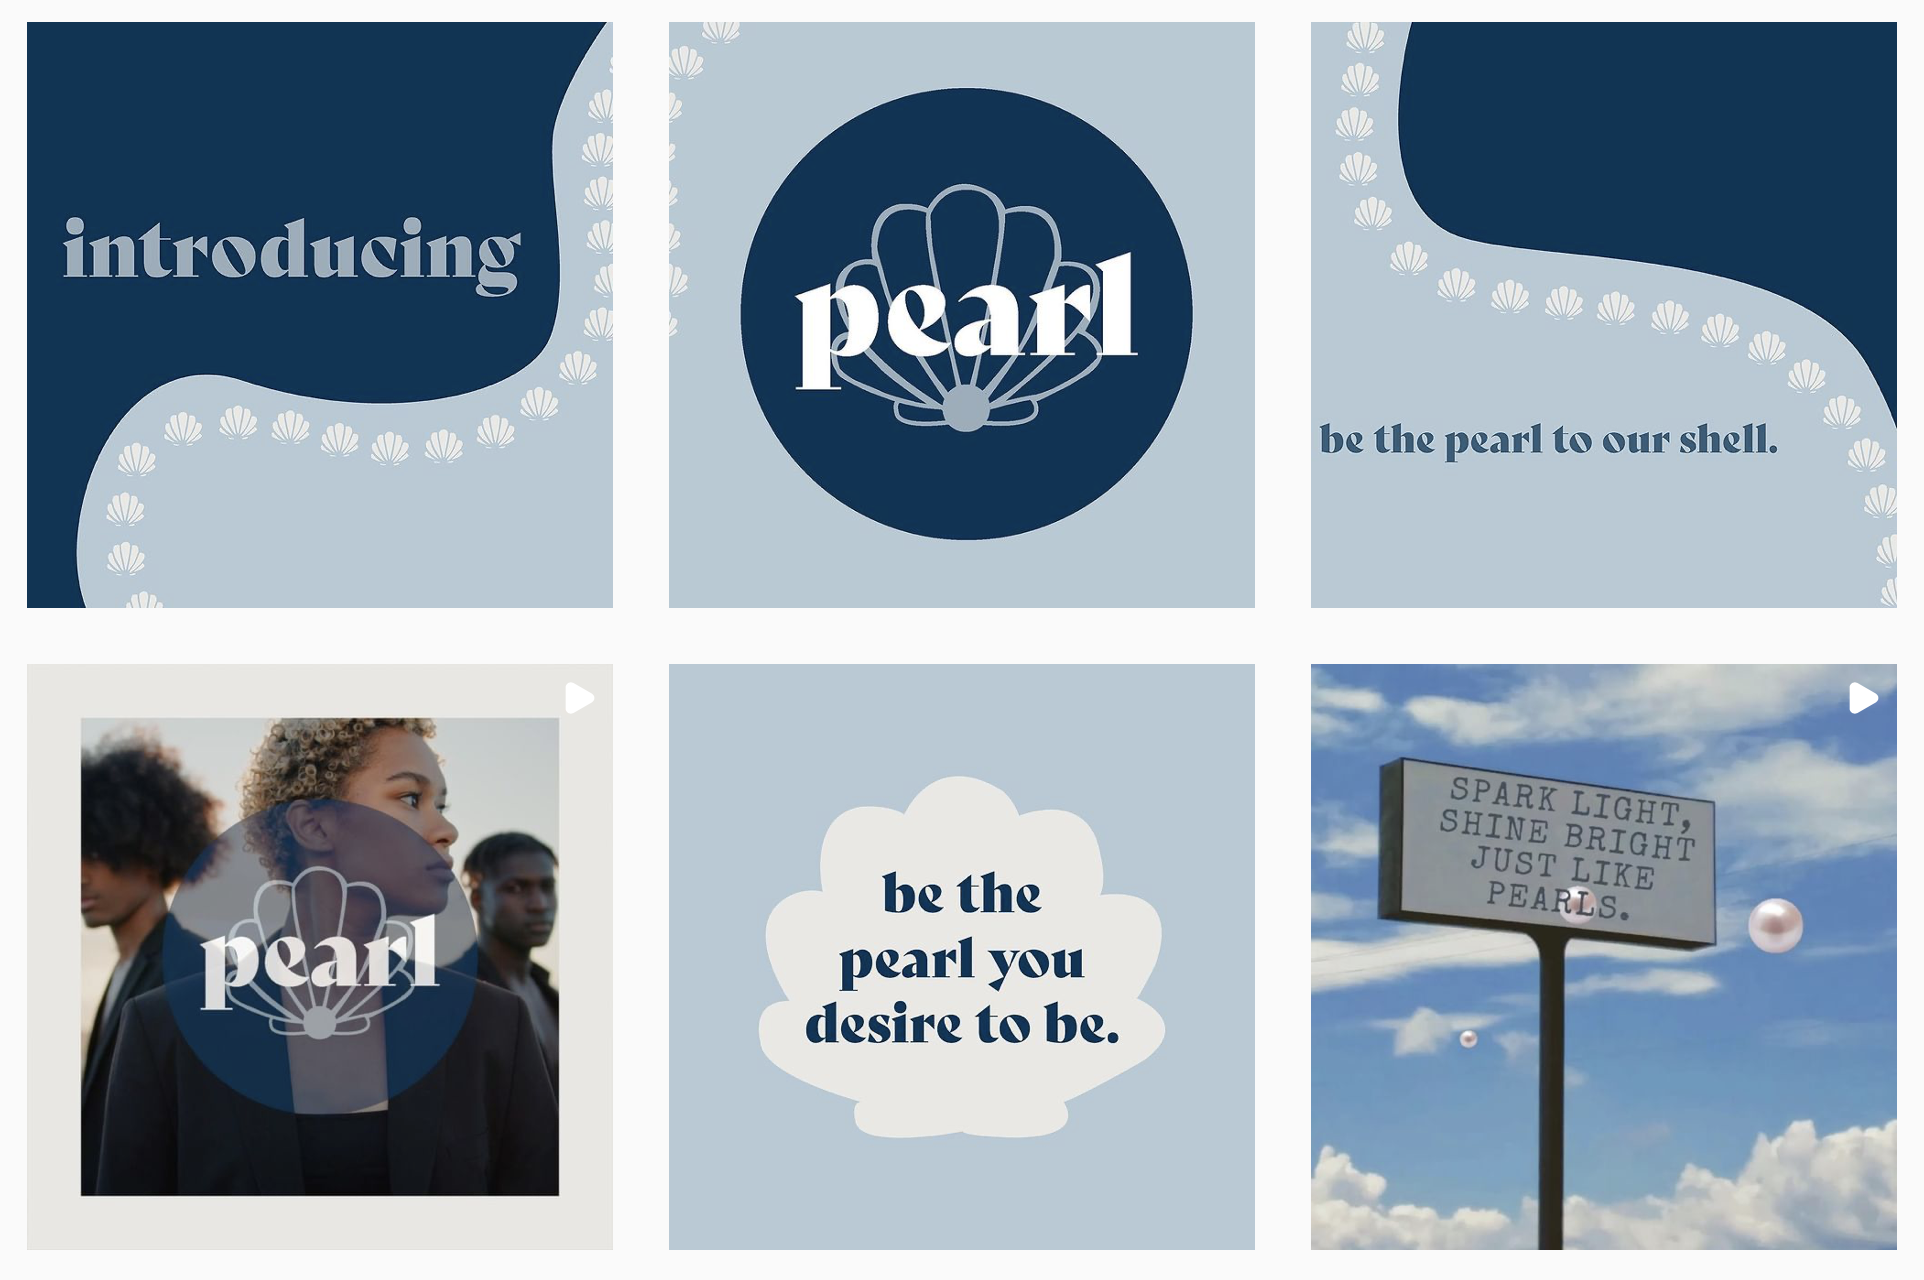 introducing
pearl
be the pearl to our shell.
pearl
be the
pearl you
desire to be.
SPARK LIGHT,
SHINE BRIGHT
JUST LIKE
PEARLS.